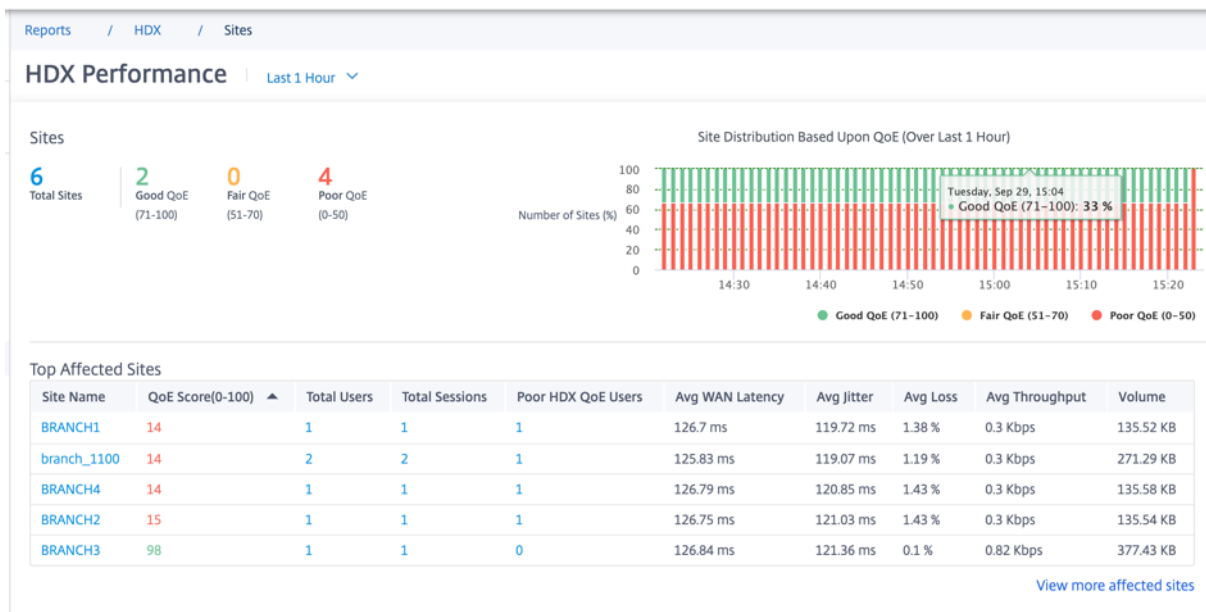 Reports / HDX / Sites
HDX Performance Last 1 Hour
Sites
6 2 0 4
Total Sites Good QoE Fair QoE Poor QoE
(71-100) (51-70) (0-50)
Site Distribution Based Upon QoE (Over Last 1 Hour)
Number of Sites (%)
100
80
60
40
20
0
Tuesday, Sep 29, 15:04
Good QoE (71–100): 33 %
14:30 14:40 14:50 15:00 15:10 15:20
Good QoE (71–100) Fair QoE (51–70) Poor QoE (0–50)
Top Affected Sites
Site Name QoE Score(0-100) Total Users Total Sessions Poor HDX QoE Users Avg WAN Latency Avg Jitter Avg Loss Avg Throughput Volume
BRANCH1 14 1 1 1 126.7 ms 119.72 ms 1.38 % 0.3 Kbps 135.52 KB
branch_1100 14 2 2 1 125.83 ms 119.07 ms 1.19 % 0.3 Kbps 271.29 KB
BRANCH4 14 1 1 1 126.79 ms 120.85 ms 1.43 % 0.3 Kbps 135.58 KB
BRANCH2 15 1 1 1 126.75 ms 121.03 ms 1.43 % 0.3 Kbps 135.54 KB
BRANCH3 98 1 1 0 126.84 ms 121.36 ms 0.1 % 0.82 Kbps 377.43 KB
View more affected sites